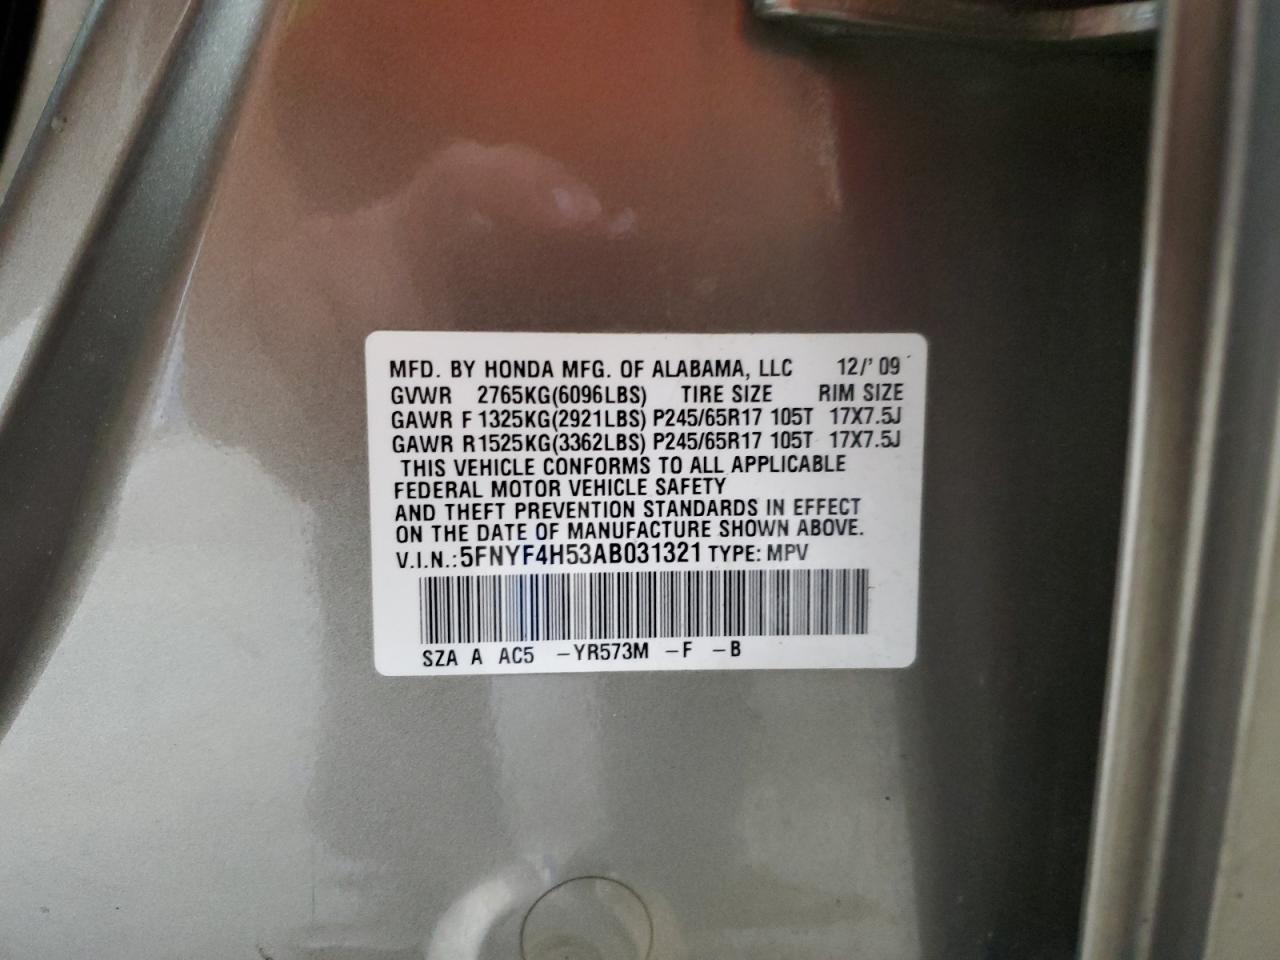 MFD. BY HONDA MFG. OF ALABAMA, LLC 12/' 09
GVWR 2765KG(6096LBS) TIRE SIZE RIM SIZE
GAWR F 1325KG(2921LBS) P245/65R17 105T 17X7.5J
GAWR R 1525KG(3362LBS) P245/65R17 105T 17X7.5J
THIS VEHICLE CONFORMS TO ALL APPLICABLE
FEDERAL MOTOR VEHICLE SAFETY
AND THEFT PREVENTION STANDARDS IN EFFECT
ON THE DATE OF MANUFACTURE SHOWN ABOVE.
V.I.N.: 5FNYF4H53AB031321 TYPE: MPV
SZA A AC5 -YR573M -F -B